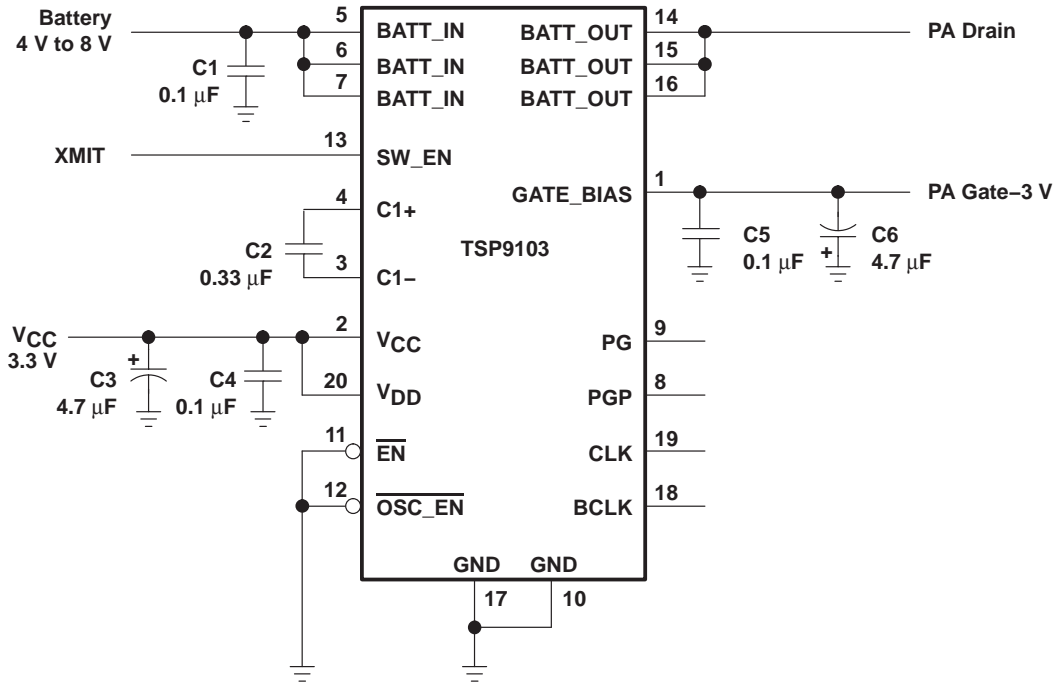 Battery
4 V to 8 V
C1
0.1 μF
5
BATT_IN
6
BATT_IN
7
BATT_IN
BATT_OUT
14
BATT_OUT
15
BATT_OUT
16
PA Drain
XMIT
13
SW_EN
GATE_BIAS
1
PA Gate–3 V
4
C1+
C2
0.33 μF
3
C1–
TSP9103
C5
0.1 μF
C6
+
4.7 μF
VCC
3.3 V
2
VCC
+
C3
4.7 μF
C4
0.1 μF
20
VDD
PG
9
PGP
8
11
EN
CLK
19
12
OSC_EN
BCLK
18
GND
GND
17
10